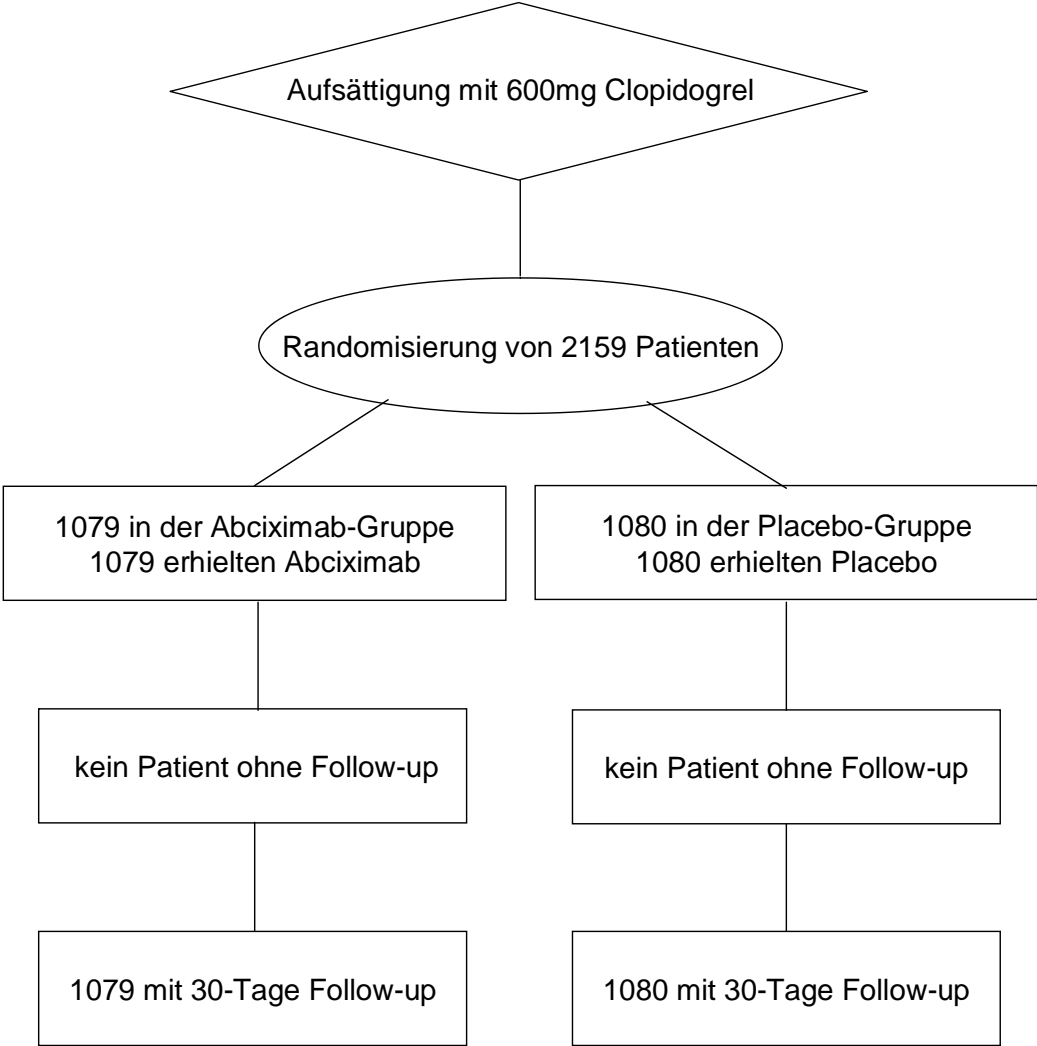 Aufsättigung mit 600mg Clopidogrel
Randomisierung von 2159 Patienten
1079 in der Abciximab-Gruppe
1079 erhielten Abciximab
1080 in der Placebo-Gruppe
1080 erhielten Placebo
kein Patient ohne Follow-up
kein Patient ohne Follow-up
1079 mit 30-Tage Follow-up
1080 mit 30-Tage Follow-up